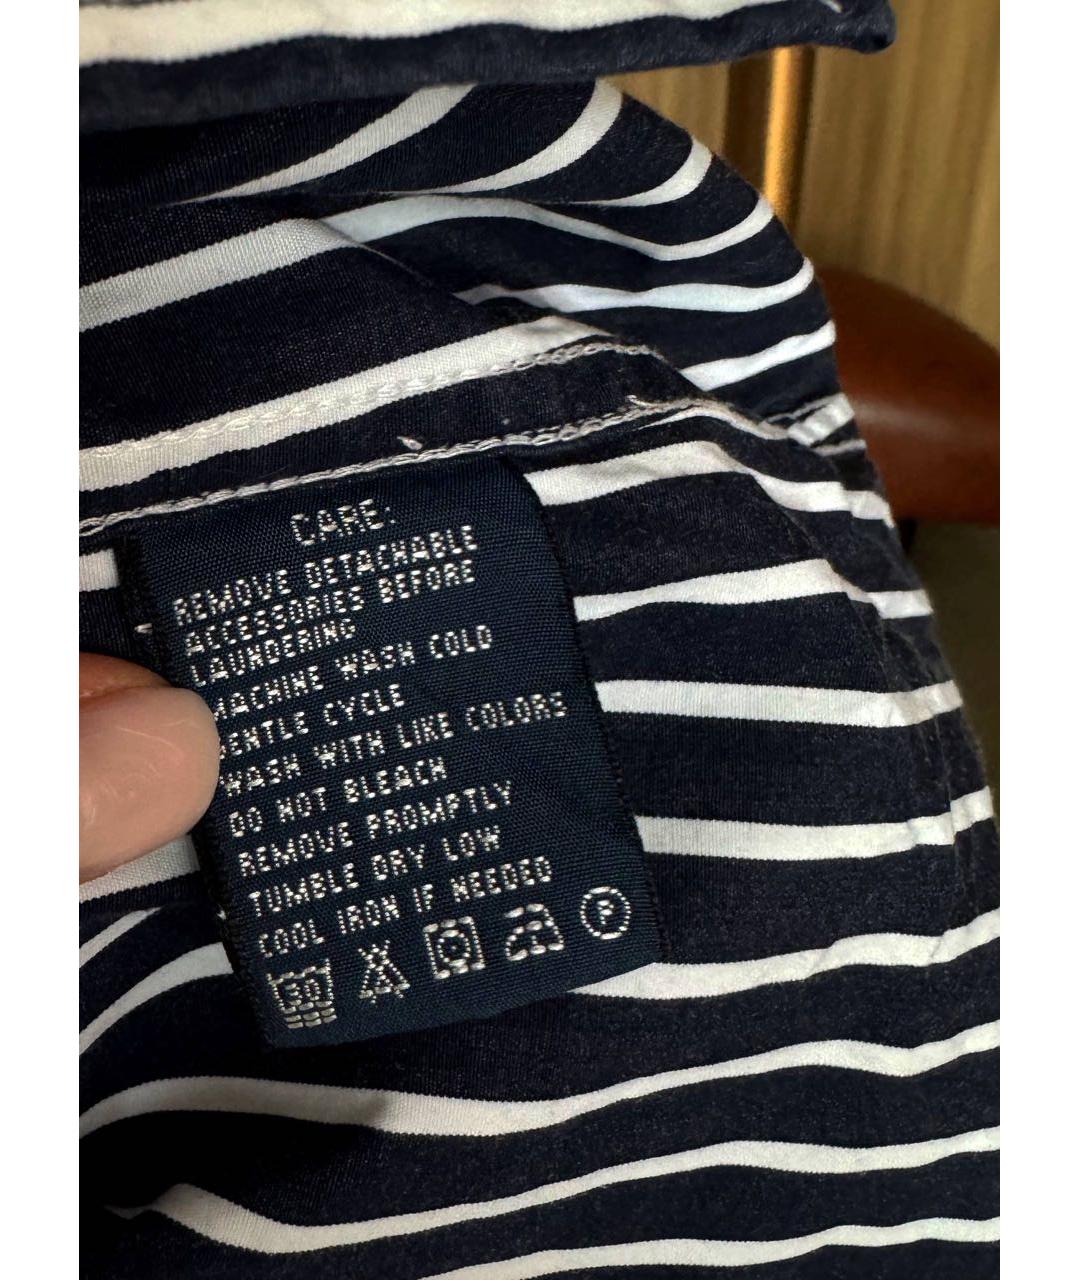 CARE:
REMOVE DETACHABLE
ACCESSORIES BEFORE
LAUNDERING
MACHINE WASH COLD
GENTLE CYCLE
WASH WITH LIKE COLORS
DO NOT BLEACH
REMOVE PROMPTLY
TUMBLE DRY LOW
COOL IRON IF NEEDED
30 P